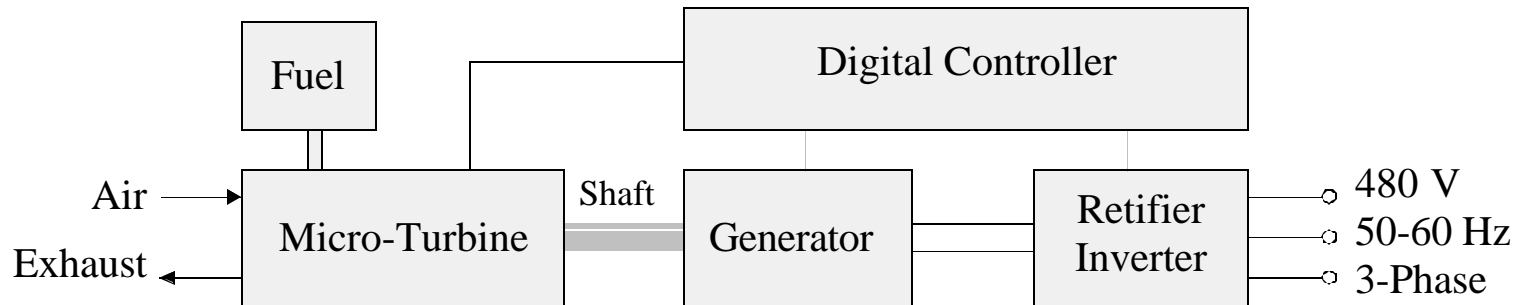 Fuel
Digital Controller
Air
Exhaust
Micro-Turbine
Shaft
Generator
Retifier
Inverter
480 V
50-60 Hz
3-Phase